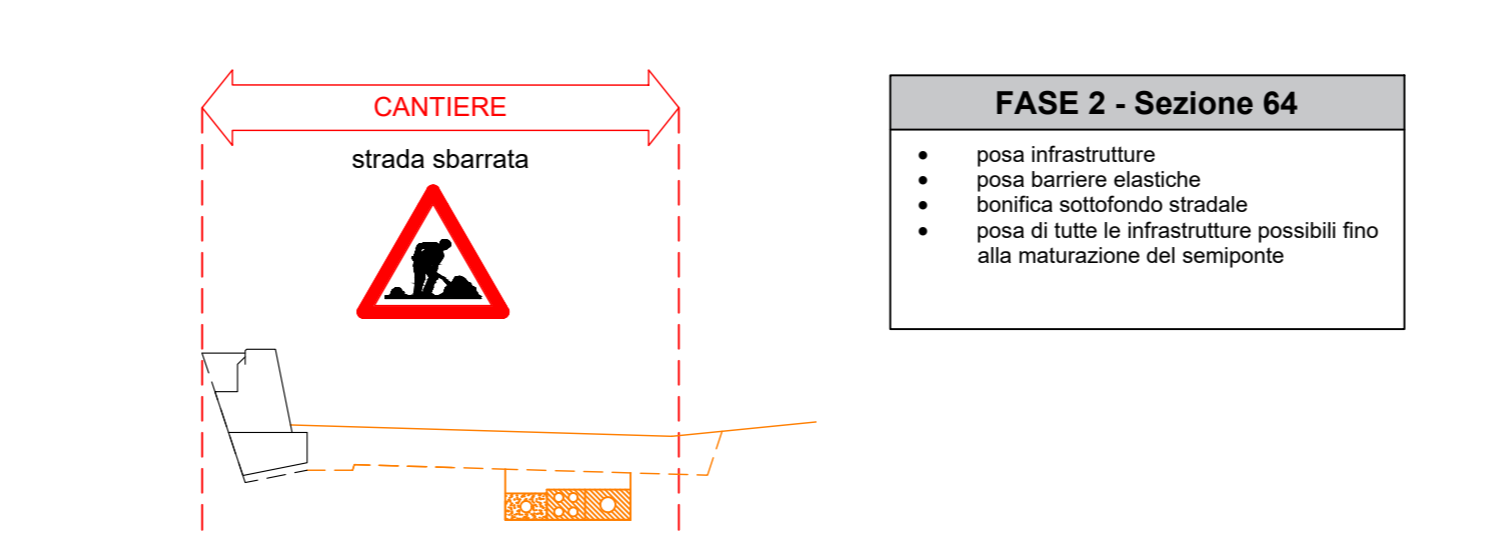 CANTIERE
strada sbarrata
FASE 2 - Sezione 64
• posa infrastrutture
• posa barriere elastiche
• bonifica sottofondo stradale
• posa di tutte le infrastrutture possibili fino
alla maturazione del semiponte